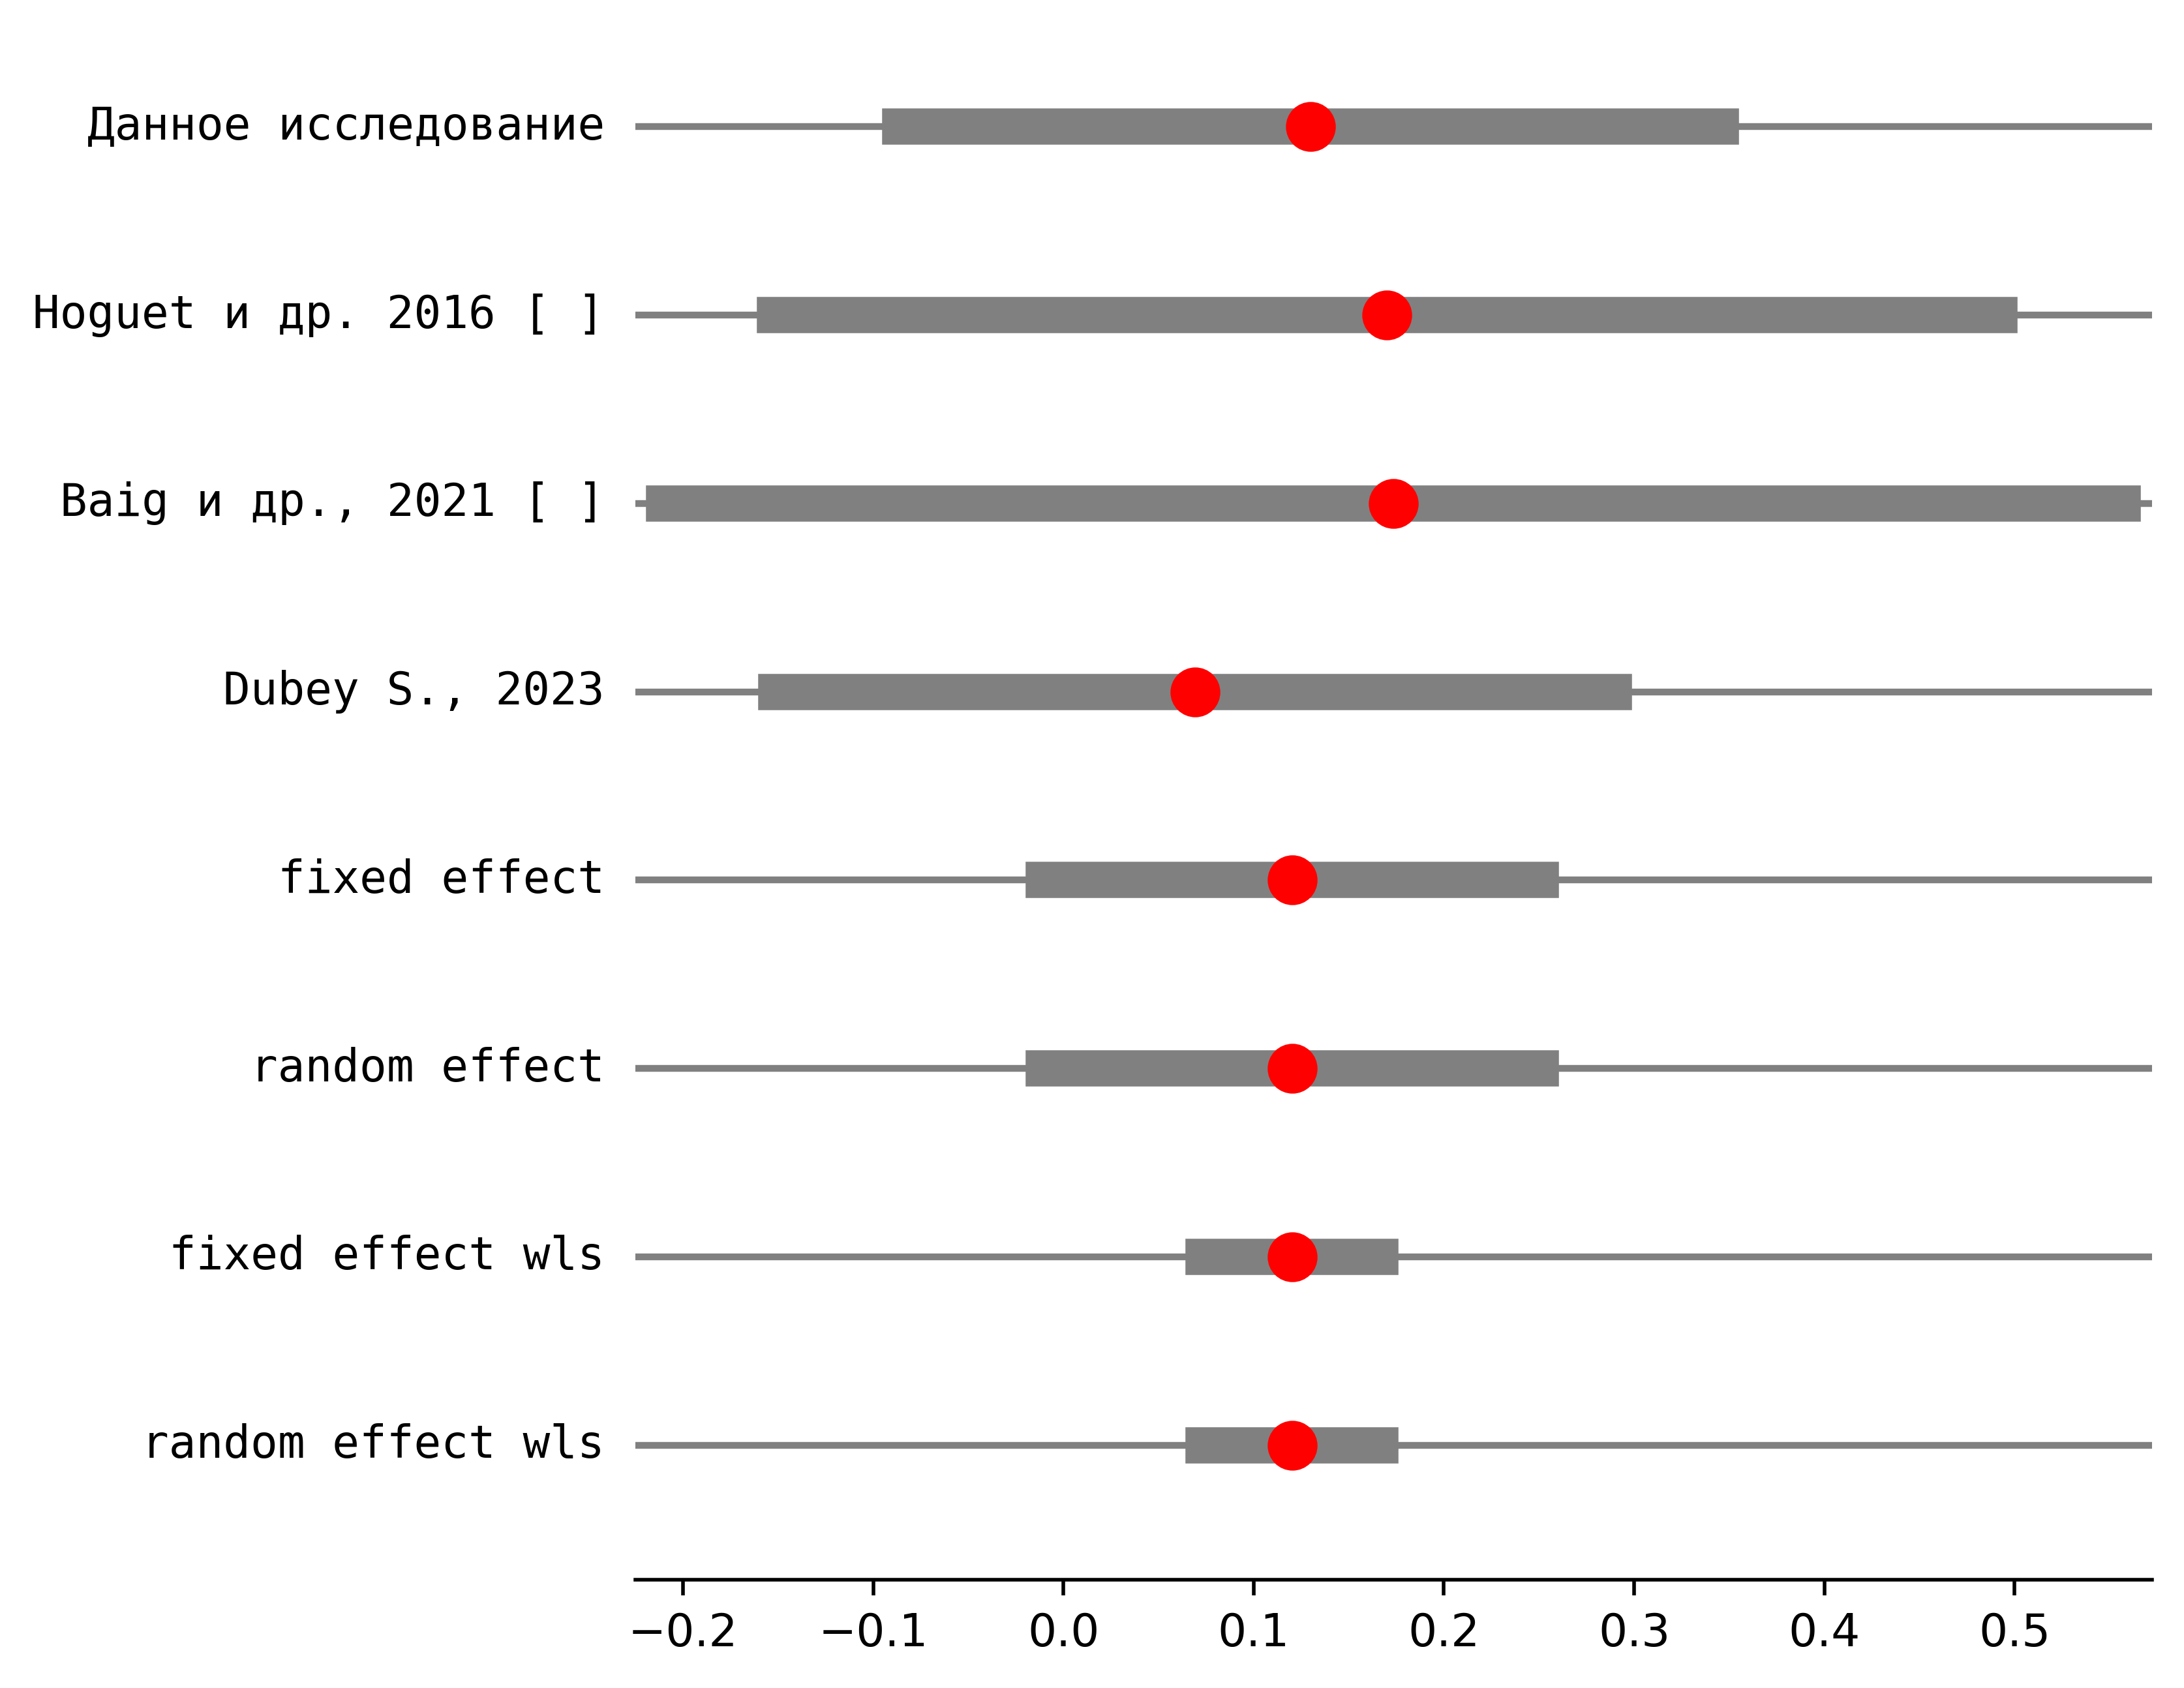 Данное исследование
Hoguet и др. 2016 [ ]
Baig и др., 2021 [ ]
Dubey S., 2023
fixed effect
random effect
fixed effect wls
random effect wls
−0.2 −0.1 0.0 0.1 0.2 0.3 0.4 0.5